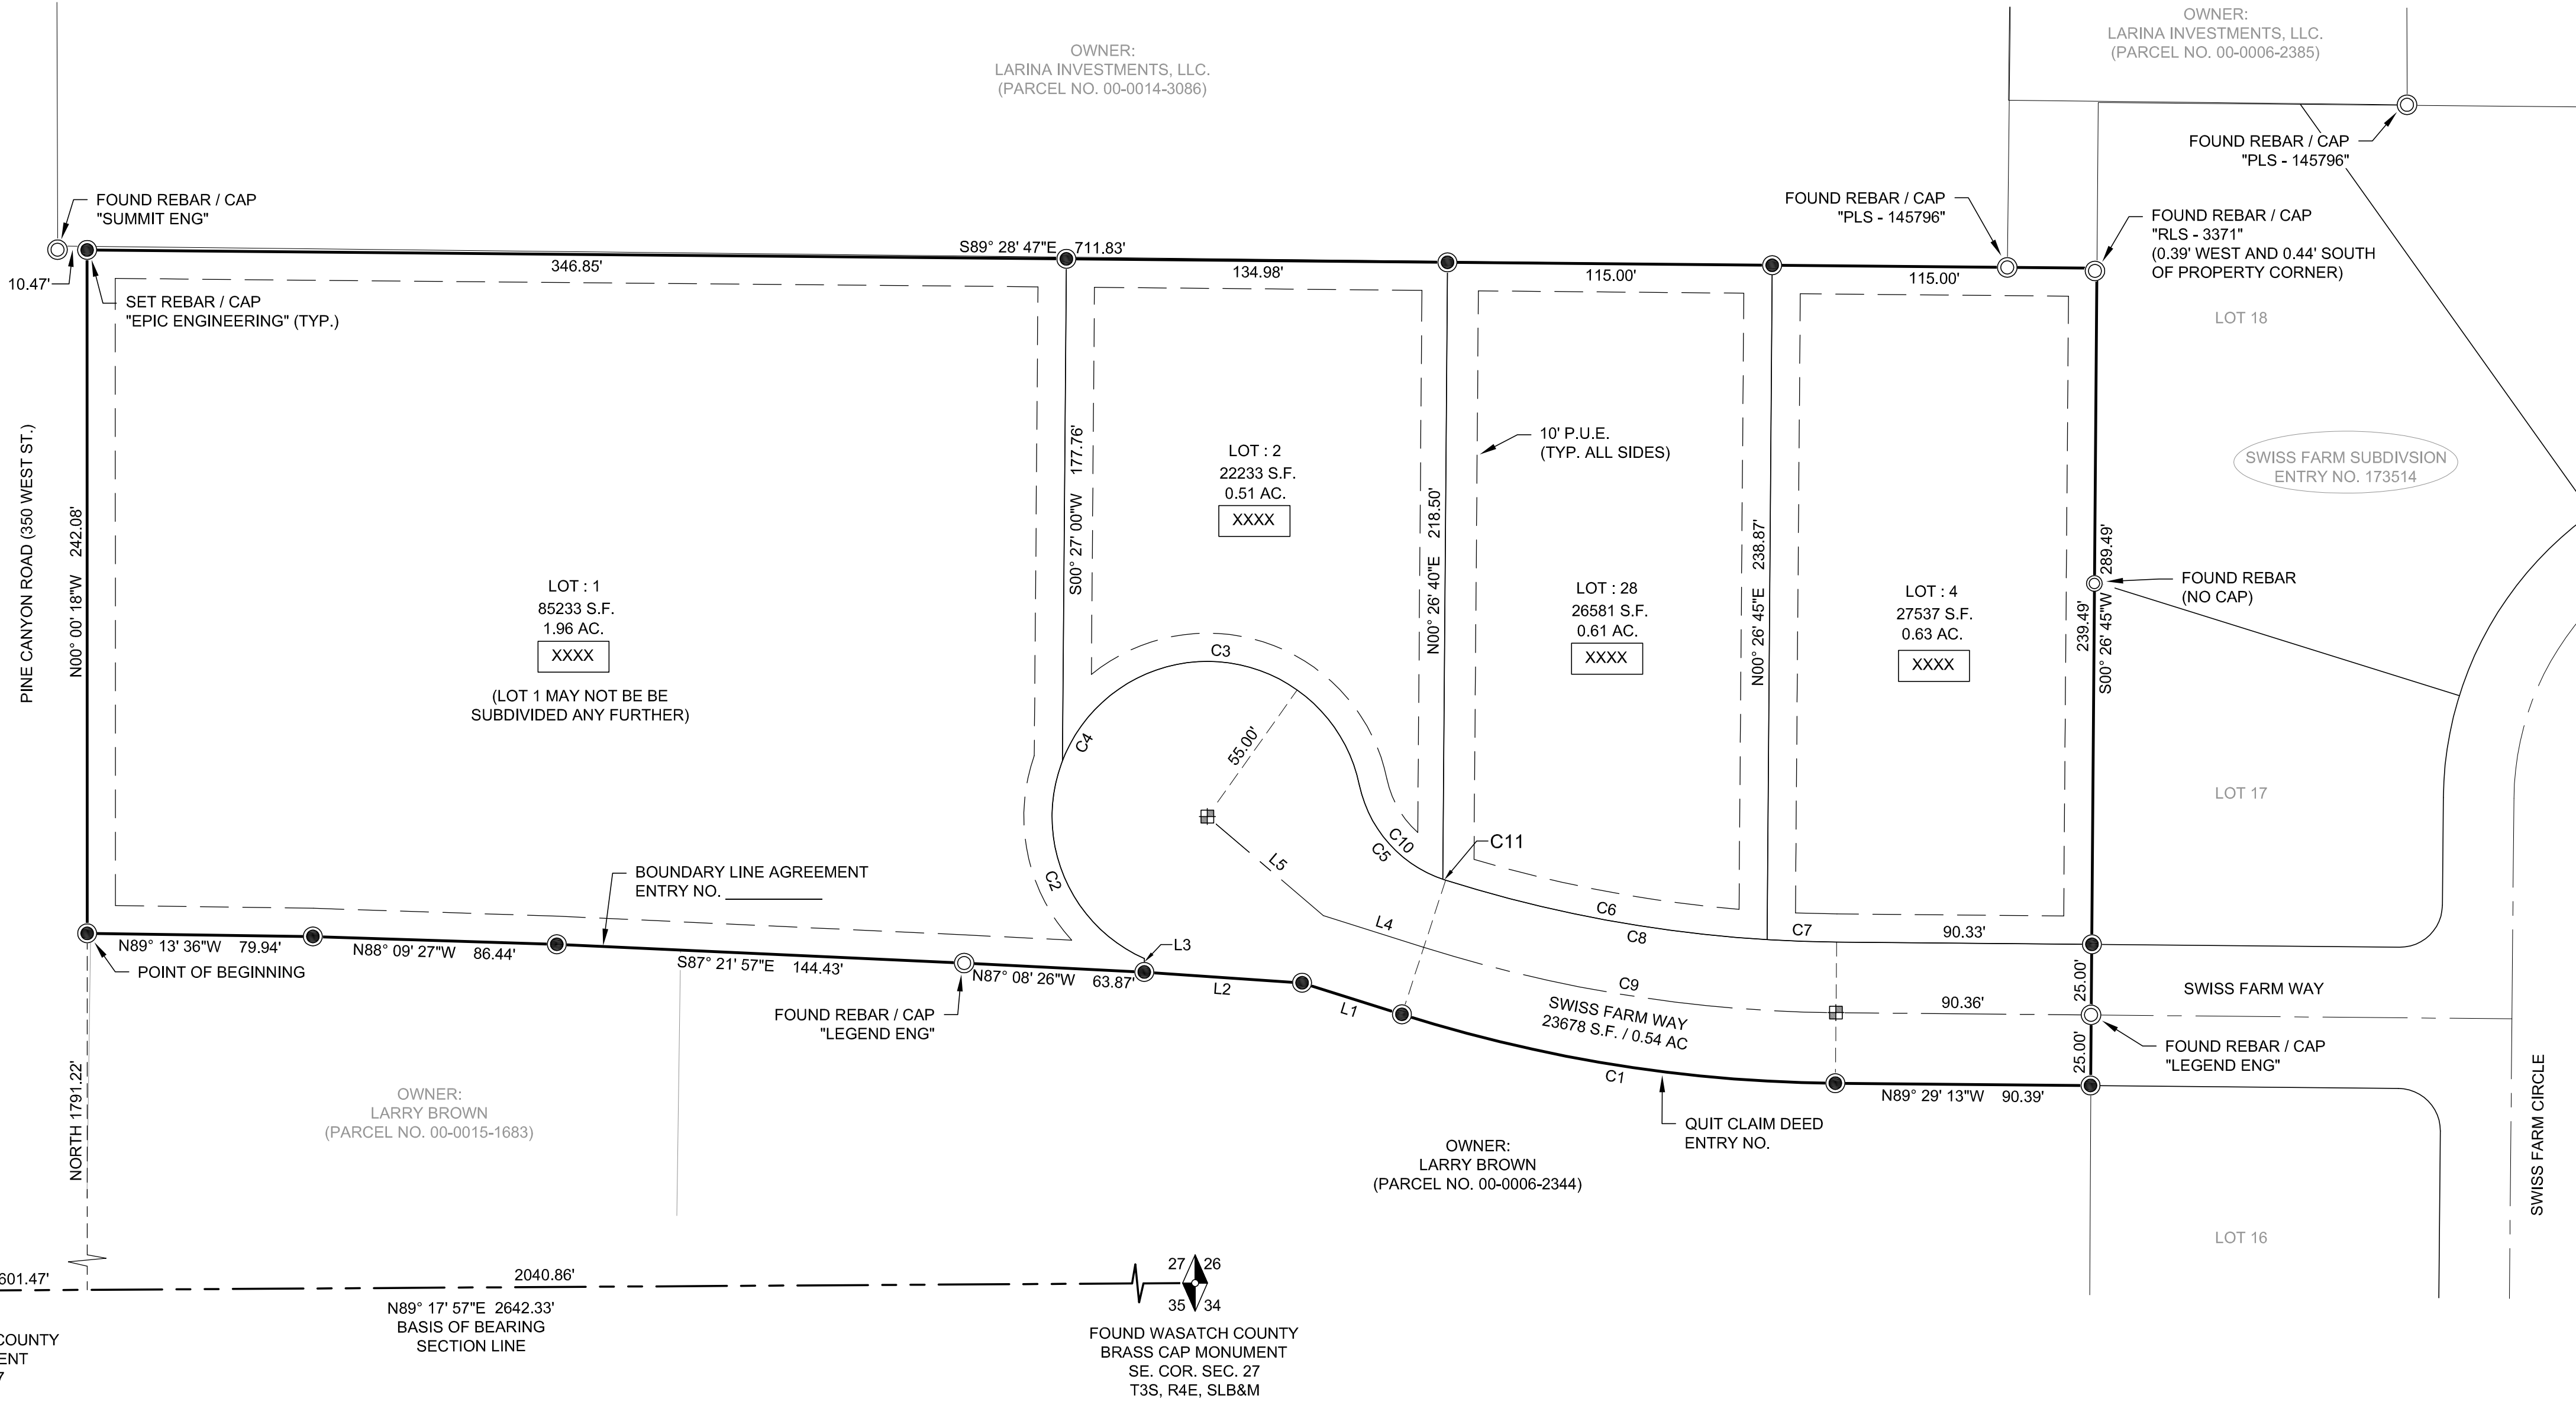 OWNER:
LARINA INVESTMENTS, LLC.
(PARCEL NO. 00-0014-3086)
OWNER:
LARINA INVESTMENTS, LLC.
(PARCEL NO. 00-0006-2385)
FOUND REBAR / CAP
"PLS - 145796"
FOUND REBAR / CAP
"SUMMIT ENG"
FOUND REBAR / CAP
"PLS - 145796"
FOUND REBAR / CAP
"RLS - 3371"
(0.39' WEST AND 0.44' SOUTH
OF PROPERTY CORNER)
S89° 28' 47"E 711.83'
346.85'
134.98'
115.00'
115.00'
10.47'
SET REBAR / CAP
"EPIC ENGINEERING" (TYP.)
LOT 18
PINE CANYON ROAD (350 WEST ST.)
N00° 00' 18"W 242.08'
S00° 27' 00"W 177.76'
LOT : 2
22233 S.F.
0.51 AC.
XXXX
N00° 26' 40"E 218.50'
10' P.U.E.
(TYP. ALL SIDES)
SWISS FARM SUBDIVSION
ENTRY NO. 173514
LOT : 1
85233 S.F.
1.96 AC.
XXXX
(LOT 1 MAY NOT BE BE
SUBDIVIDED ANY FURTHER)
LOT : 28
26581 S.F.
0.61 AC.
XXXX
N00° 26' 45"E 238.87'
LOT : 4
27537 S.F.
0.63 AC.
XXXX
239.49'
S00° 26' 45"W 289.49'
FOUND REBAR
(NO CAP)
C3
C4
55.00'
LOT 17
C10
C5
C11
L5
BOUNDARY LINE AGREEMENT
ENTRY NO.
C2
C6
L4
C8
C7
90.33'
N89° 13' 36"W 79.94'
N88° 09' 27"W 86.44'
S87° 21' 57"E 144.43'
N87° 08' 26"W 63.87'
L3
POINT OF BEGINNING
L2
L1
C9
25.00'
SWISS FARM WAY
SWISS FARM WAY
23678 S.F. / 0.54 AC
90.36'
FOUND REBAR / CAP
"LEGEND ENG"
FOUND REBAR / CAP
"LEGEND ENG"
25.00'
C1
N89° 29' 13"W 90.39'
NORTH 1791.22'
OWNER:
LARRY BROWN
(PARCEL NO. 00-0015-1683)
QUIT CLAIM DEED
ENTRY NO.
OWNER:
LARRY BROWN
(PARCEL NO. 00-0006-2344)
SWISS FARM CIRCLE
LOT 16
601.47'
2040.86'
27 26
35 34
N89° 17' 57"E 2642.33'
BASIS OF BEARING
SECTION LINE
COUNTY
ENT
7
FOUND WASATCH COUNTY
BRASS CAP MONUMENT
SE. COR. SEC. 27
T3S, R4E, SLB&M